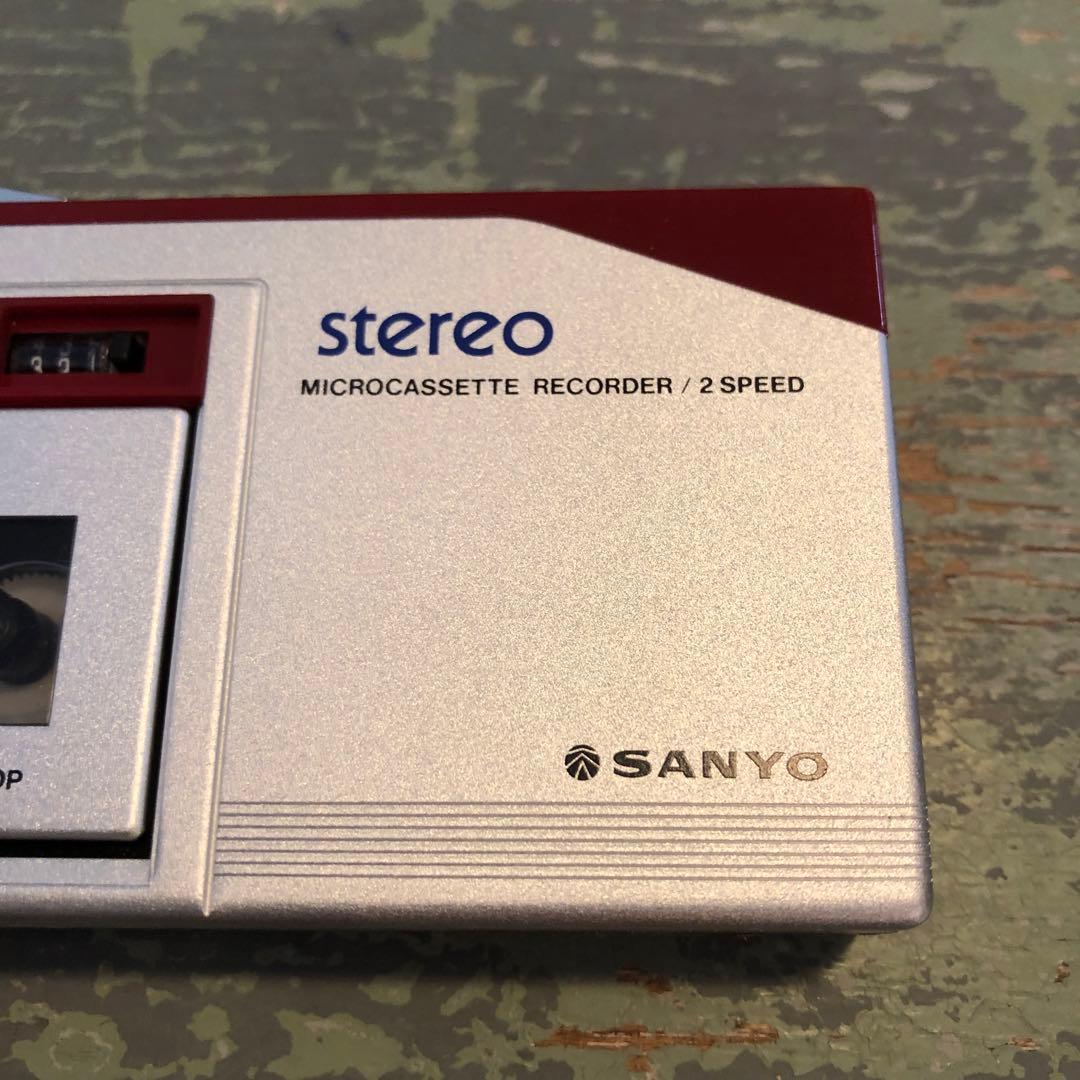 stereo
MICROCASSETTE RECORDER / 2 SPEED
SANYO